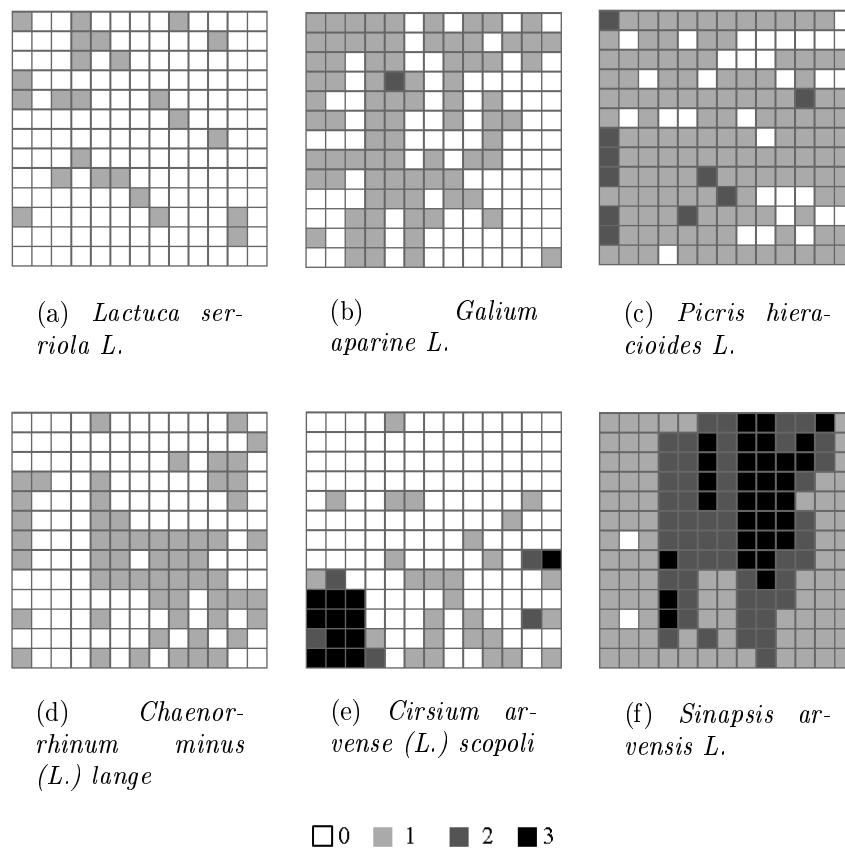 (a) Lactuca ser-
riola L.
(b) Galium
aparine L.
(c) Picris hiera-
cioides L.
(d) Chaenor-
rhinum minus
(L.) lange
(e) Cirsium ar-
vense (L.) scopoli
(f) Sinapsis ar-
vensis L.
0 1 2 3